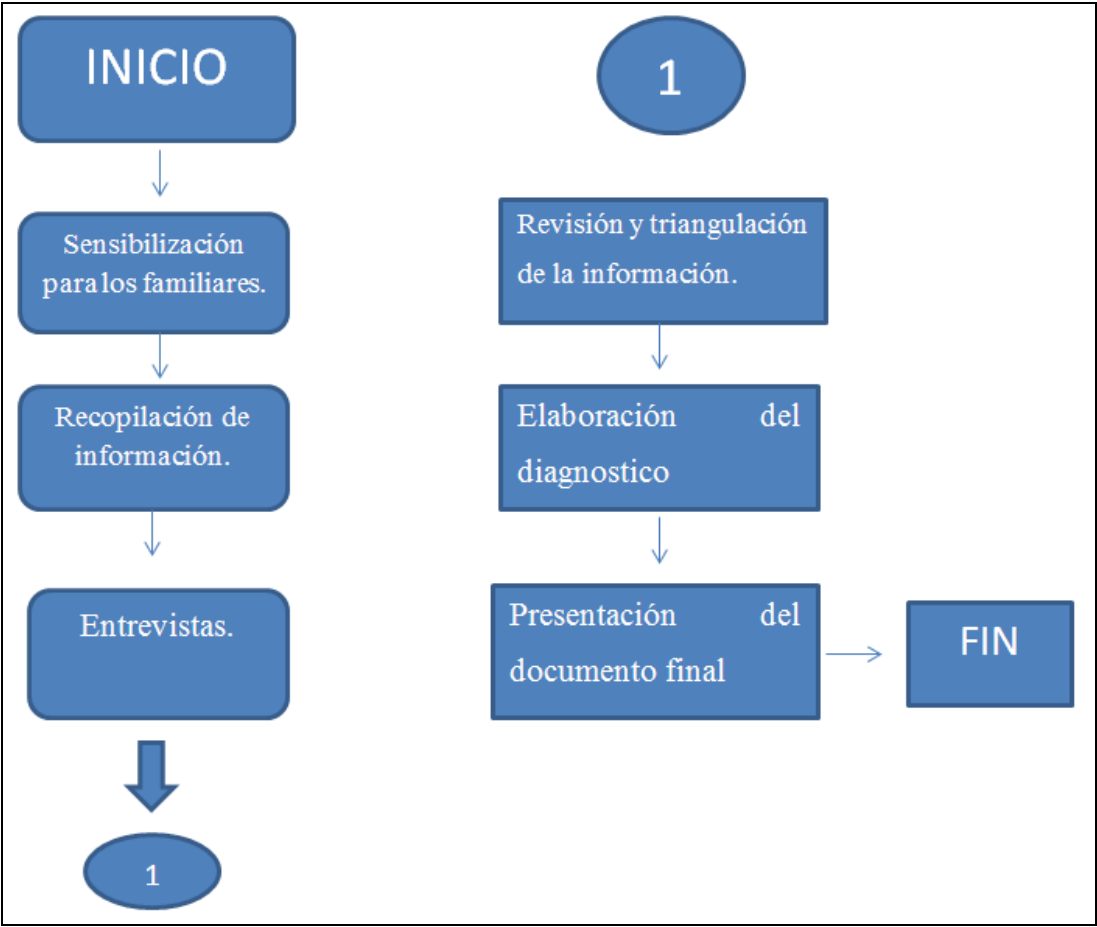 INICIO
Sensibilización
para los familiares.
Recopilación de
información.
Entrevistas.
1
1
Revisión y triangulación
de la información.
Elaboración del
diagnostico
Presentación del
documento final
FIN